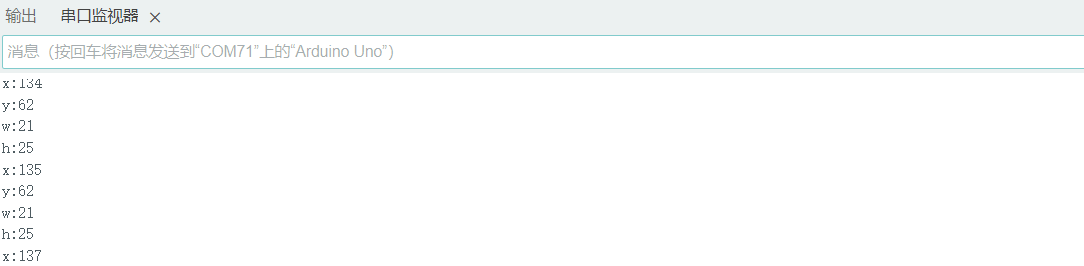 输出 串口监视器 ×
消息（按回车将消息发送到“COM71”上的“Arduino Uno”）
x:134
y:62
w:21
h:25
x:135
y:62
w:21
h:25
x:137